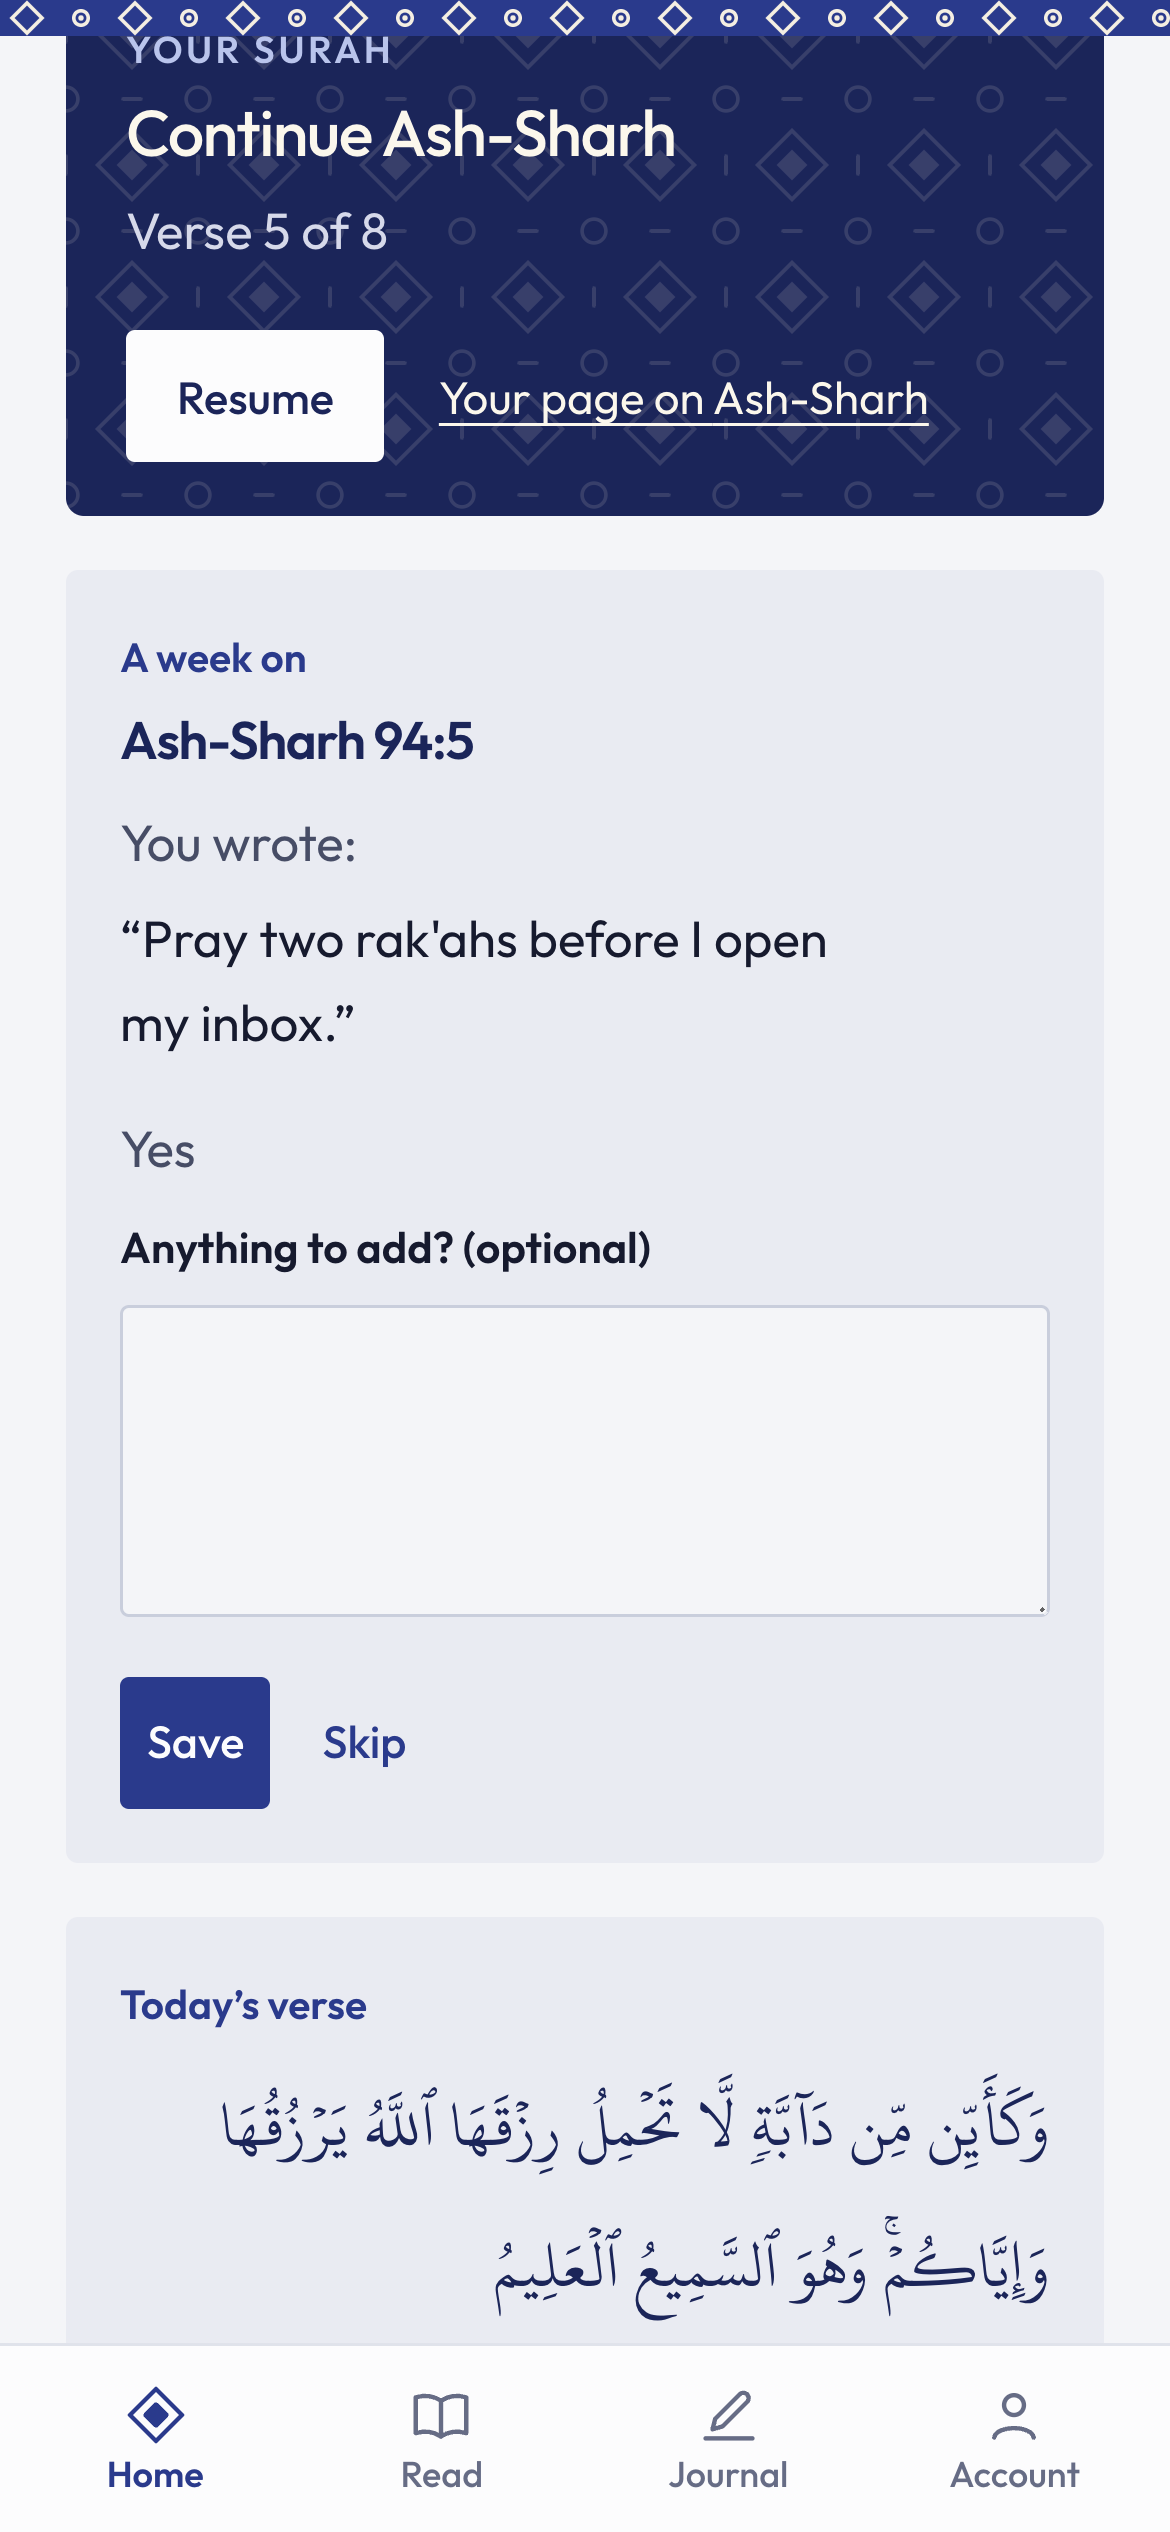 YOUR SURAH
Continue Ash-Sharh
Verse 5 of 8
Resume
Your page on Ash-Sharh
A week on
Ash-Sharh 94:5
You wrote:
“Pray two rak'ahs before I open
my inbox.”
Yes
Anything to add? (optional)
Save
Skip
Today’s verse
وَكَأَيِّن مِّن دَآبَّةٍۢ لَّا تَحْمِلُ رِزْقَهَا ٱللَّهُ يَرْزُقُهَا
وَإِيَّاكُمْ ۚ وَهُوَ ٱلسَّمِيعُ ٱلْعَلِيمُ
Home
Read
Journal
Account